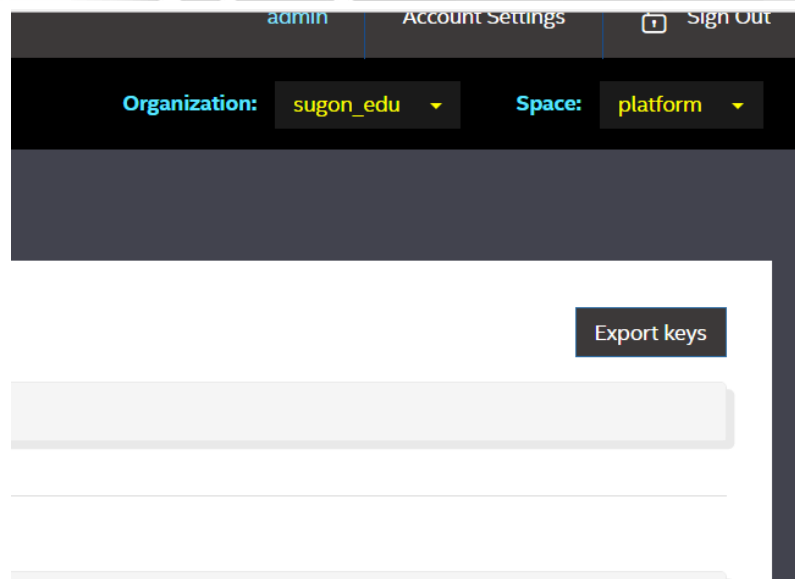 admin Account Settings Sign Out
Organization: sugon_edu Space: platform
Export keys